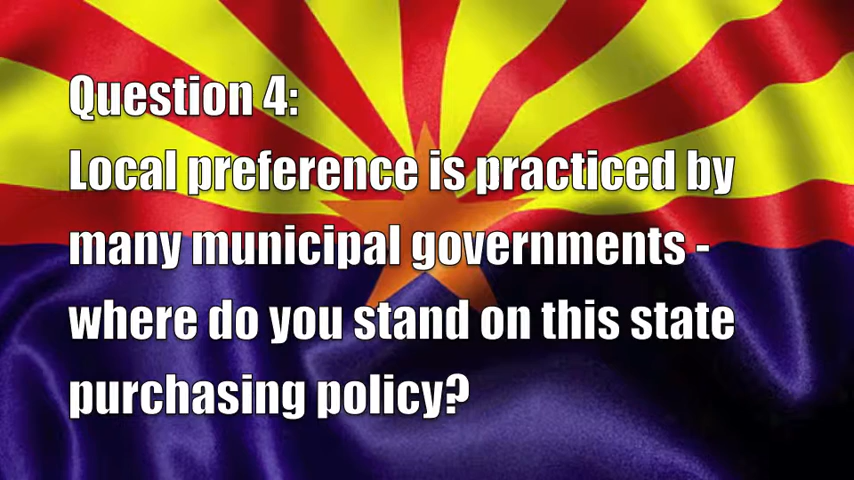 Question 4:
Local preference is practiced by
many municipal governments -
where do you stand on this state
purchasing policy?